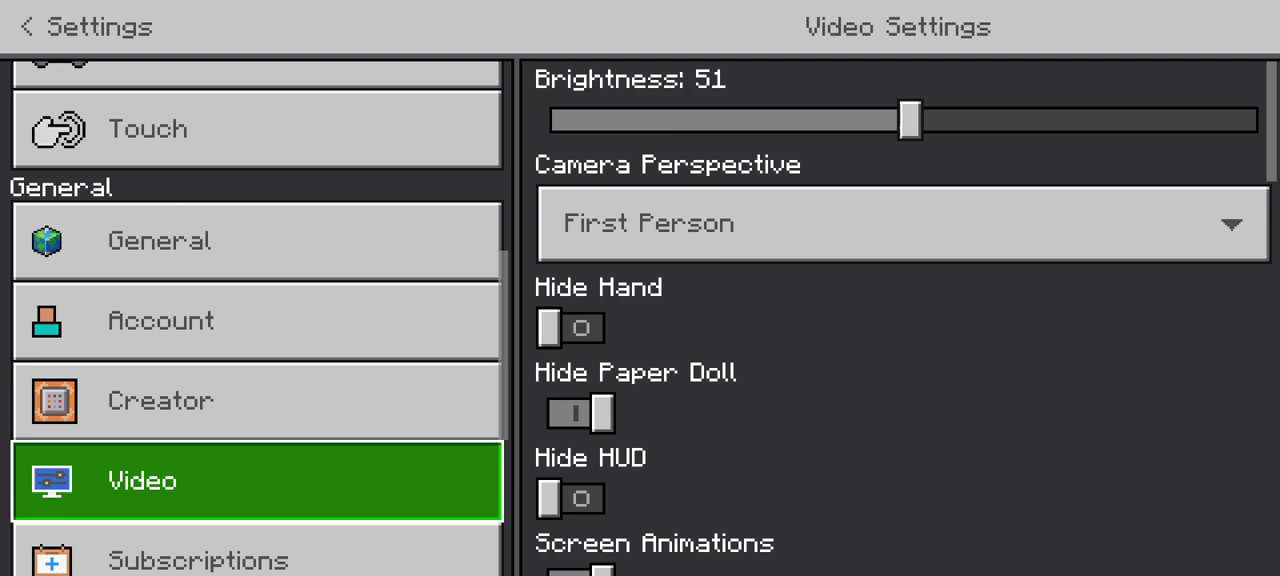 Settings
Video Settings
Touch
General
General
Account
Creator
Video
Subscriptions
Brightness: 51
Camera Perspective
First Person
Hide Hand
Hide Paper Doll
Hide HUD
Screen Animations